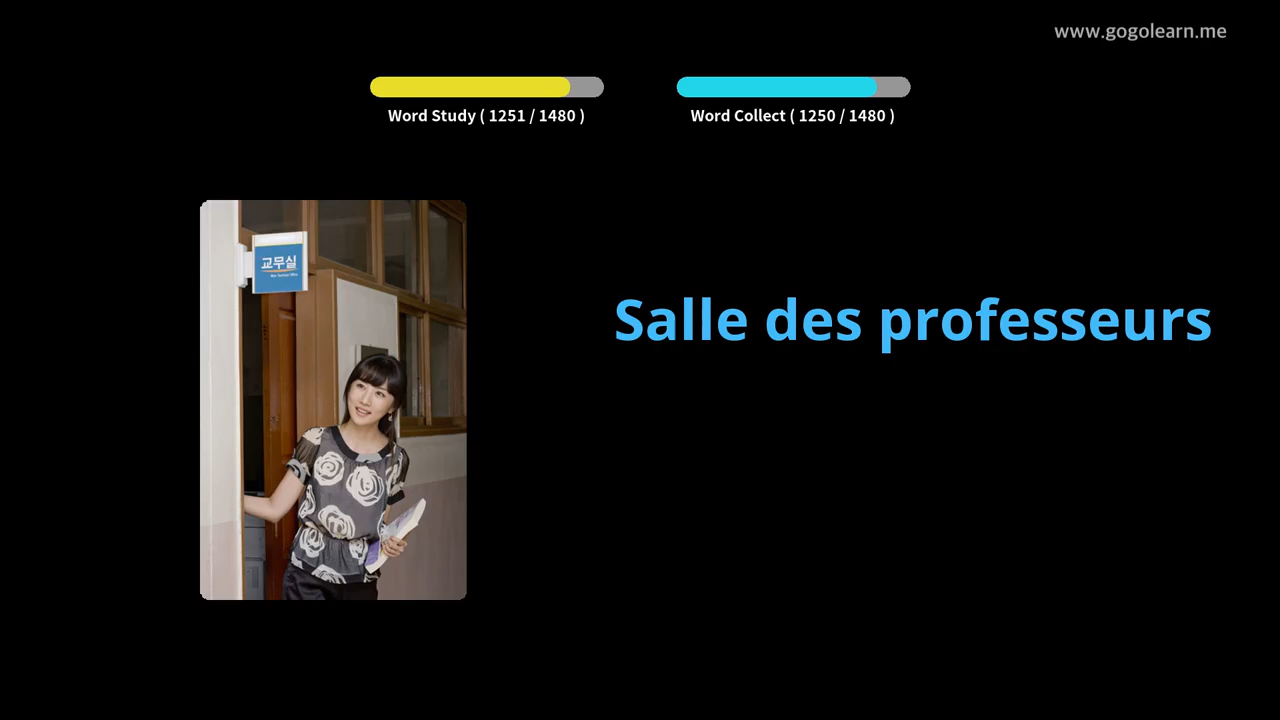 www.gogolearn.me
Word Study ( 1251 / 1480 )
Word Collect ( 1250 / 1480 )
교무실
Salle des professeurs